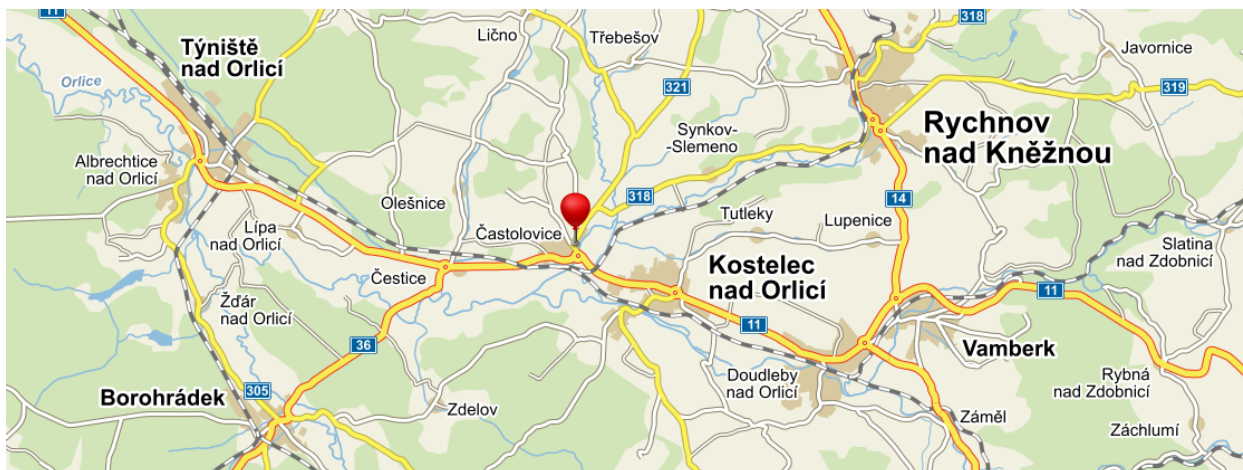 11
318
Týniště
nad Orlicí
Lično
Třebešov
Javornice
Orlice
321
319
Synkov-
-Slemeno
Rychnov
nad Kněžnou
Albrechtice
nad Orlicí
318
14
Olešnice
Tutleky
Lupenice
Lípa
nad Orlicí
Častolovice
Slatina
nad Zdobnicí
Čestice
Kostelec
nad Orlicí
Žďár
nad Orlicí
11
11
36
Vamberk
Doudleby
nad Orlicí
Rybná
nad Zdobnicí
305
Borohrádek
Zdelov
Záměl
Záchlumí